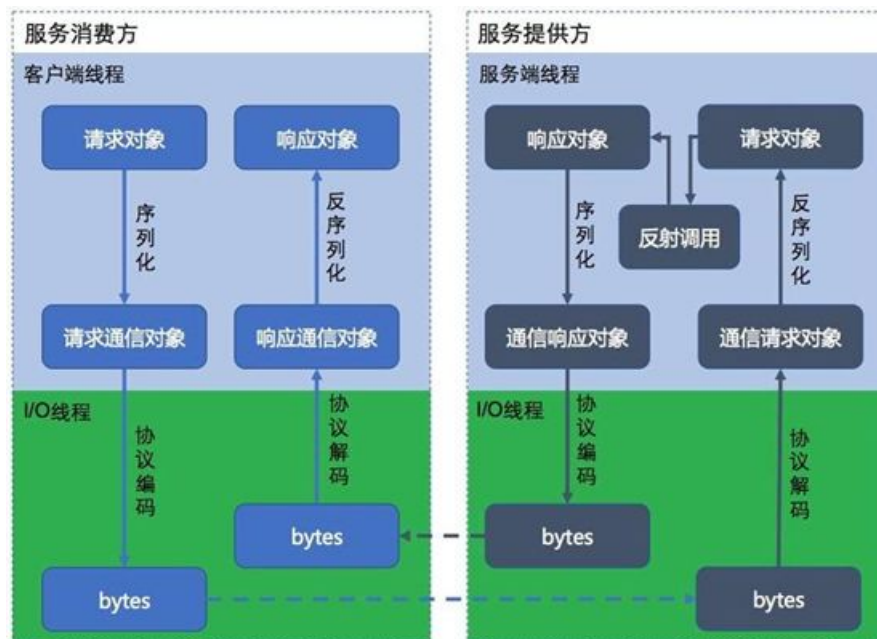 服务消费方
客户端线程
请求对象
响应对象
序列化
反序列化
请求通信对象
响应通信对象
I/O线程
协议编码
协议解码
bytes
bytes
服务提供方
服务端线程
响应对象
请求对象
序列化
反射调用
反序列化
通信响应对象
通信请求对象
I/O线程
协议编码
协议解码
bytes
bytes